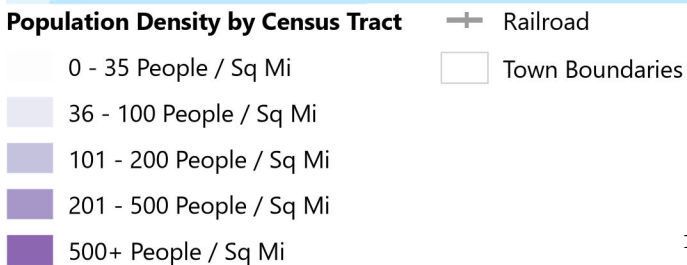 Population Density by Census Tract
0 - 35 People / Sq Mi
36 - 100 People / Sq Mi
101 - 200 People / Sq Mi
201 - 500 People / Sq Mi
500+ People / Sq Mi
Railroad
Town Boundaries